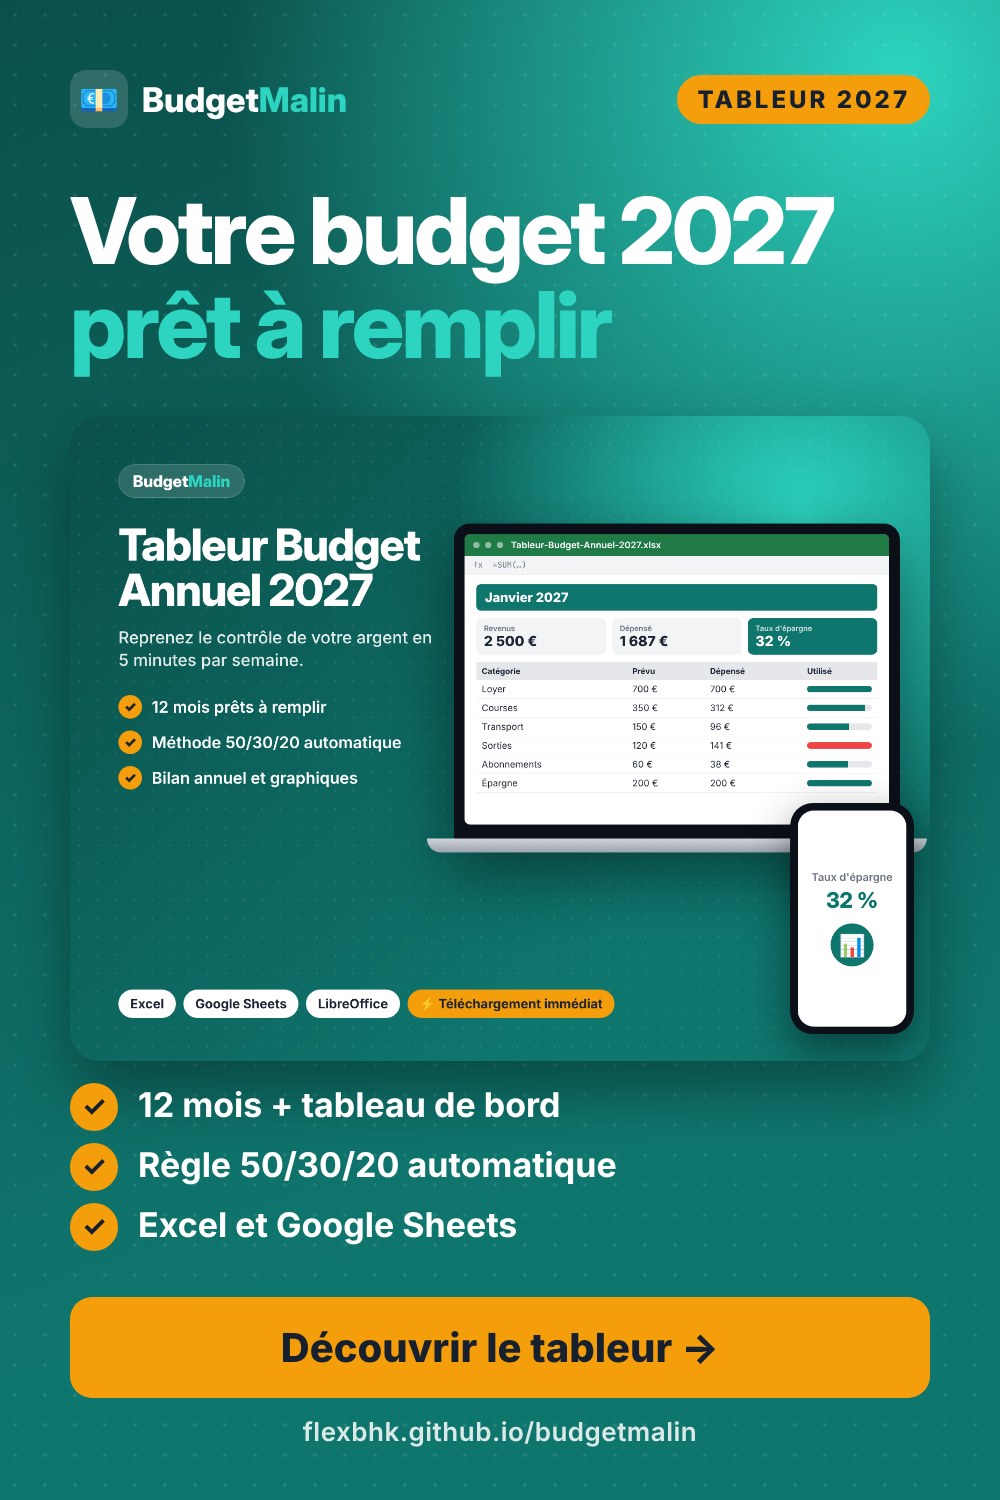 BudgetMalin
TABLEUR 2027
Votre budget 2027
prêt à remplir
BudgetMalin
Tableur Budget
Annuel 2027
Reprenez le contrôle de votre argent en
5 minutes par semaine.
12 mois prêts à remplir
Méthode 50/30/20 automatique
Bilan annuel et graphiques
Tableur-Budget-Annuel-2027.xlsx
fx =SUM(…)
Janvier 2027
Revenus
2 500 €
Dépensé
1 687 €
Taux d'épargne
32 %
Catégorie Prévu Dépensé Utilisé
Loyer 700 € 700 €
Courses 350 € 312 €
Transport 150 € 96 €
Sorties 120 € 141 €
Abonnements 60 € 38 €
Épargne 200 € 200 €
Taux d'épargne
32 %
Excel Google Sheets LibreOffice ⚡ Téléchargement immédiat
12 mois + tableau de bord
Règle 50/30/20 automatique
Excel et Google Sheets
Découvrir le tableur →
flexbhk.github.io/budgetmalin